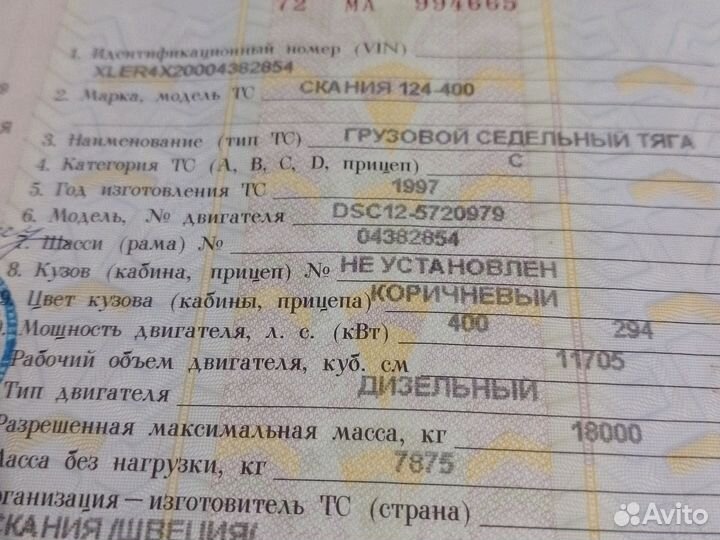 72 МЛ 994665
1. Идентификационный номер (VIN)
XLER4X20004382854
2. Марка, модель ТС СКАНИЯ 124-400
3. Наименование (тип ТС) ГРУЗОВОЙ СЕДЕЛЬНЫЙ ТЯГА
4. Категория ТС (A, B, C, D, прицеп) С
5. Год изготовления ТС 1997
6. Модель, № двигателя DSC12-5720979
7. Шасси (рама) № 04382854
8. Кузов (кабина, прицеп) № НЕ УСТАНОВЛЕН
9. Цвет кузова (кабины, прицепа) КОРИЧНЕВЫЙ
. Мощность двигателя, л. с. (кВт) 400 294
Рабочий объем двигателя, куб. см 11705
Тип двигателя ДИЗЕЛЬНЫЙ
Разрешенная максимальная масса, кг 18000
Масса без нагрузки, кг 7875
рганизация — изготовитель ТС (страна)
СКАНИЯ /ШВЕЦИЯ/
Avito